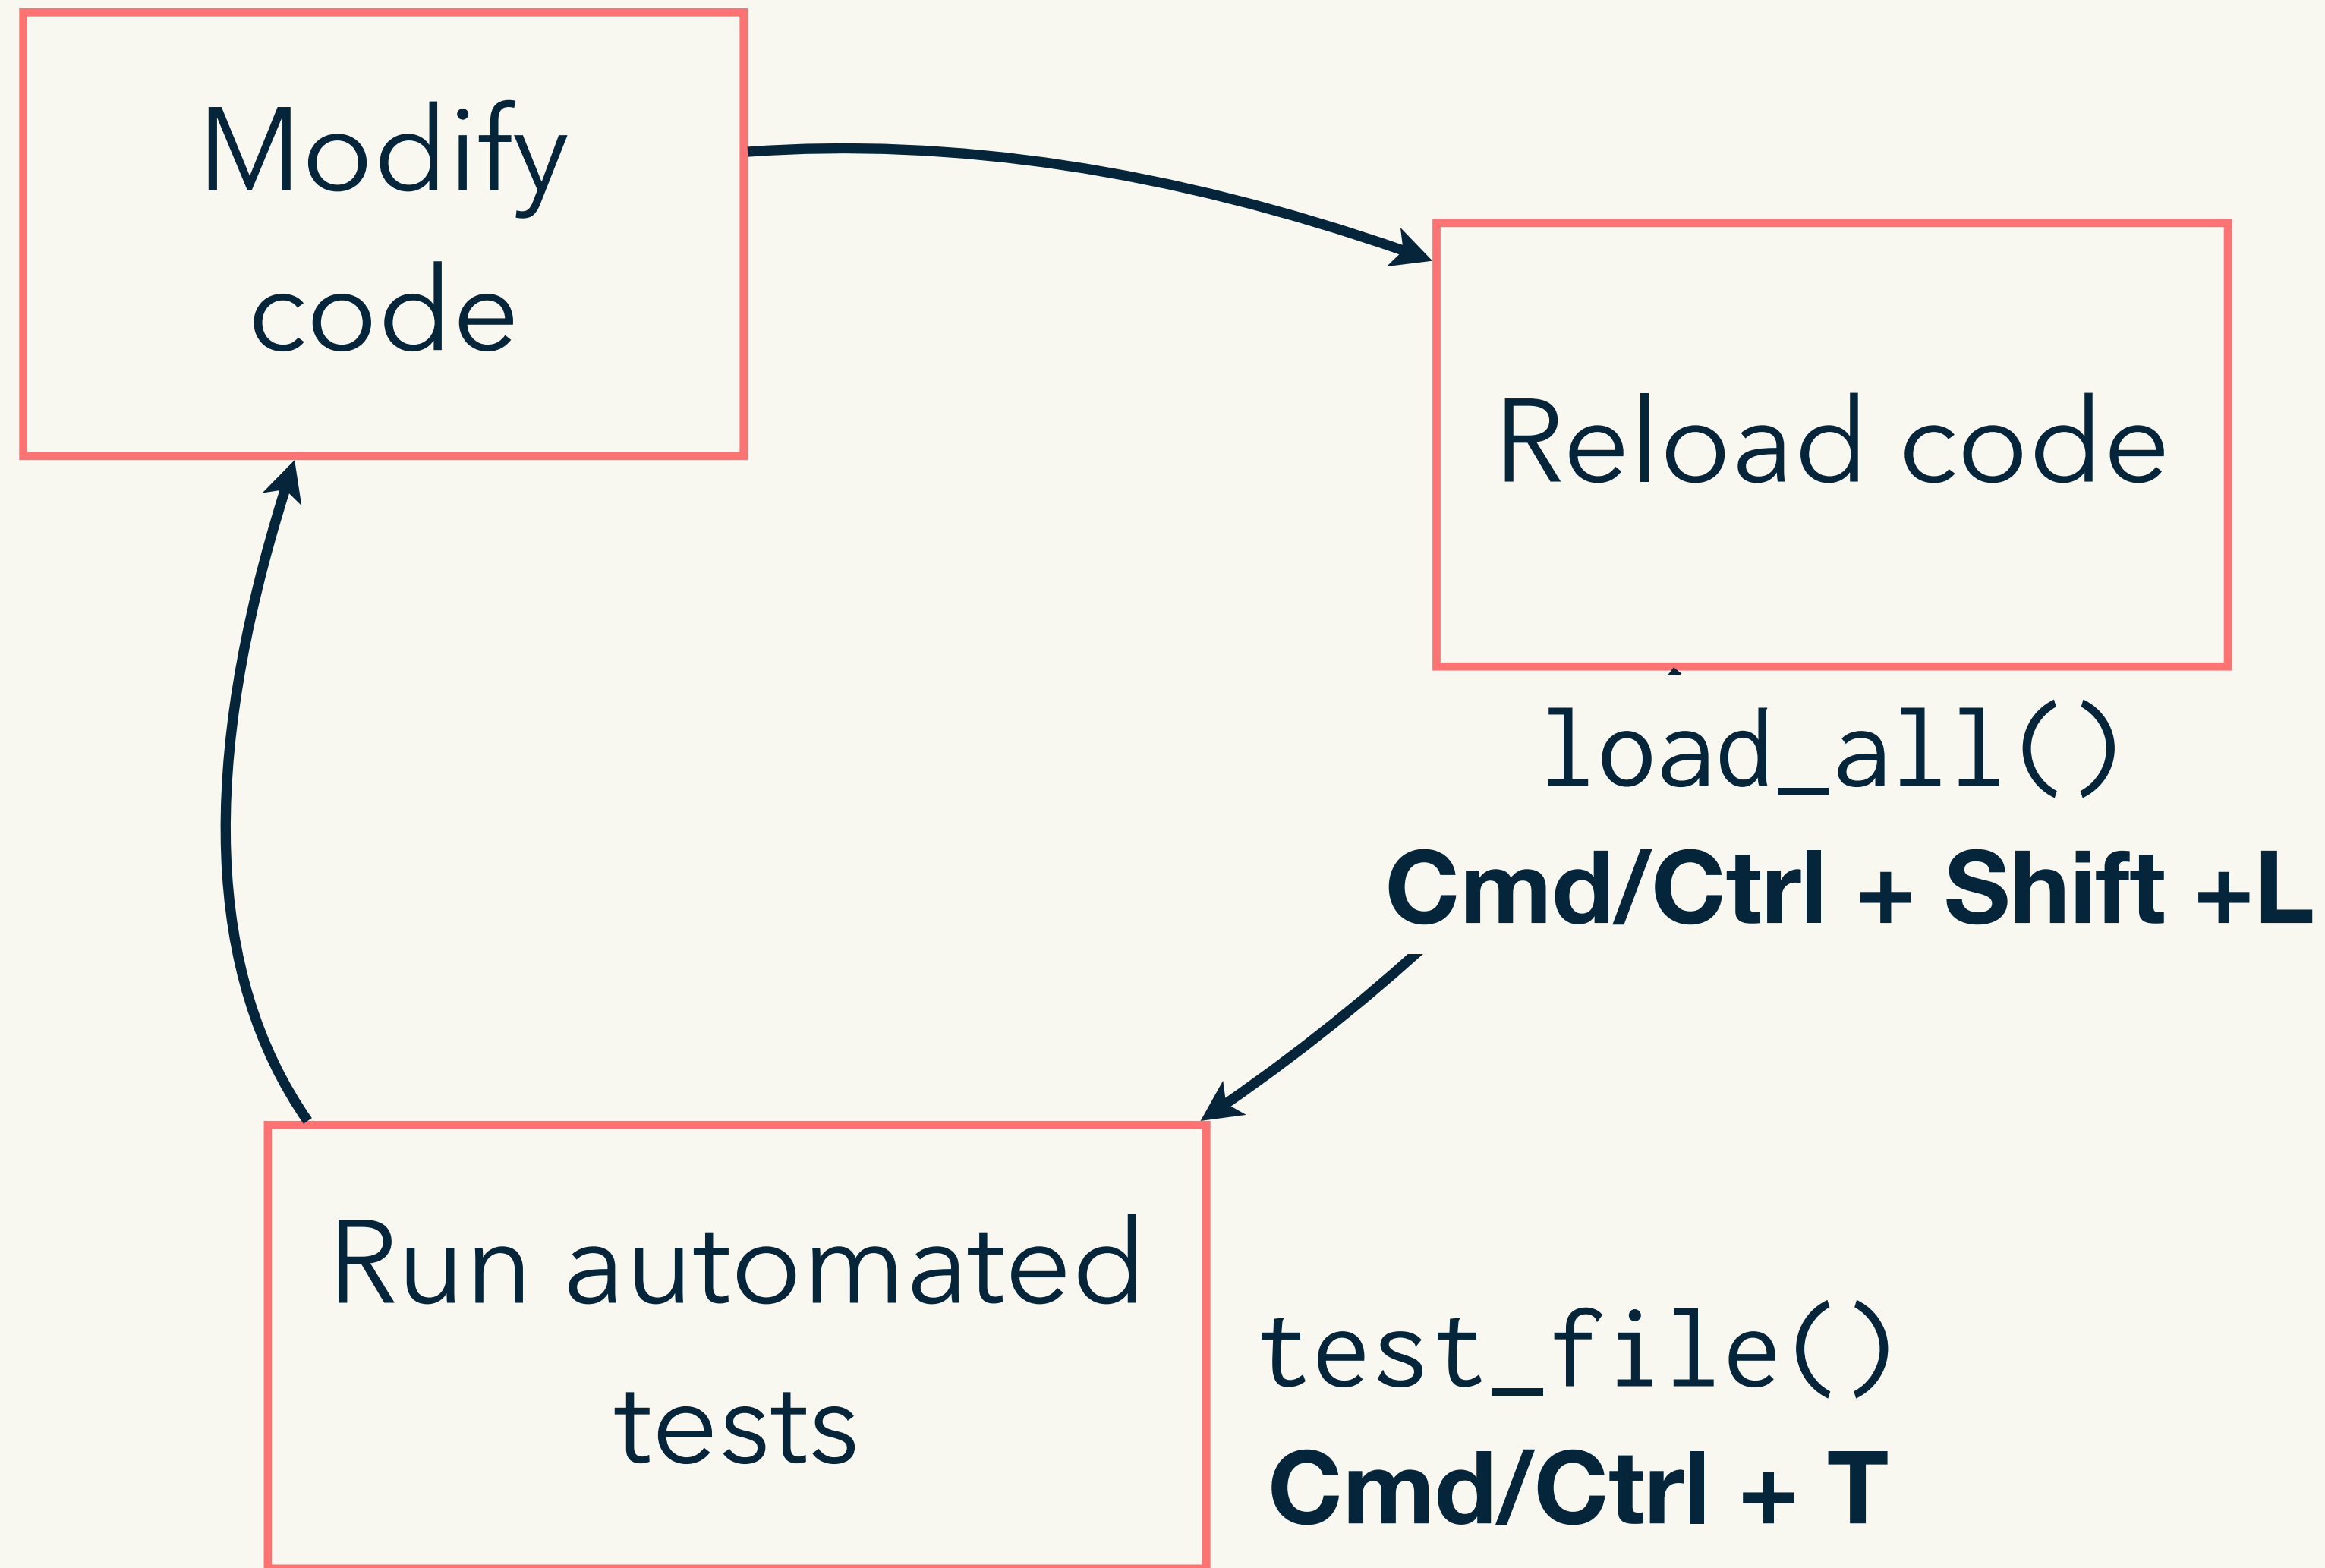 Modify
code
Reload code
load_all()
Cmd/Ctrl + Shift +L
Run automated
tests
test_file()
Cmd/Ctrl + T